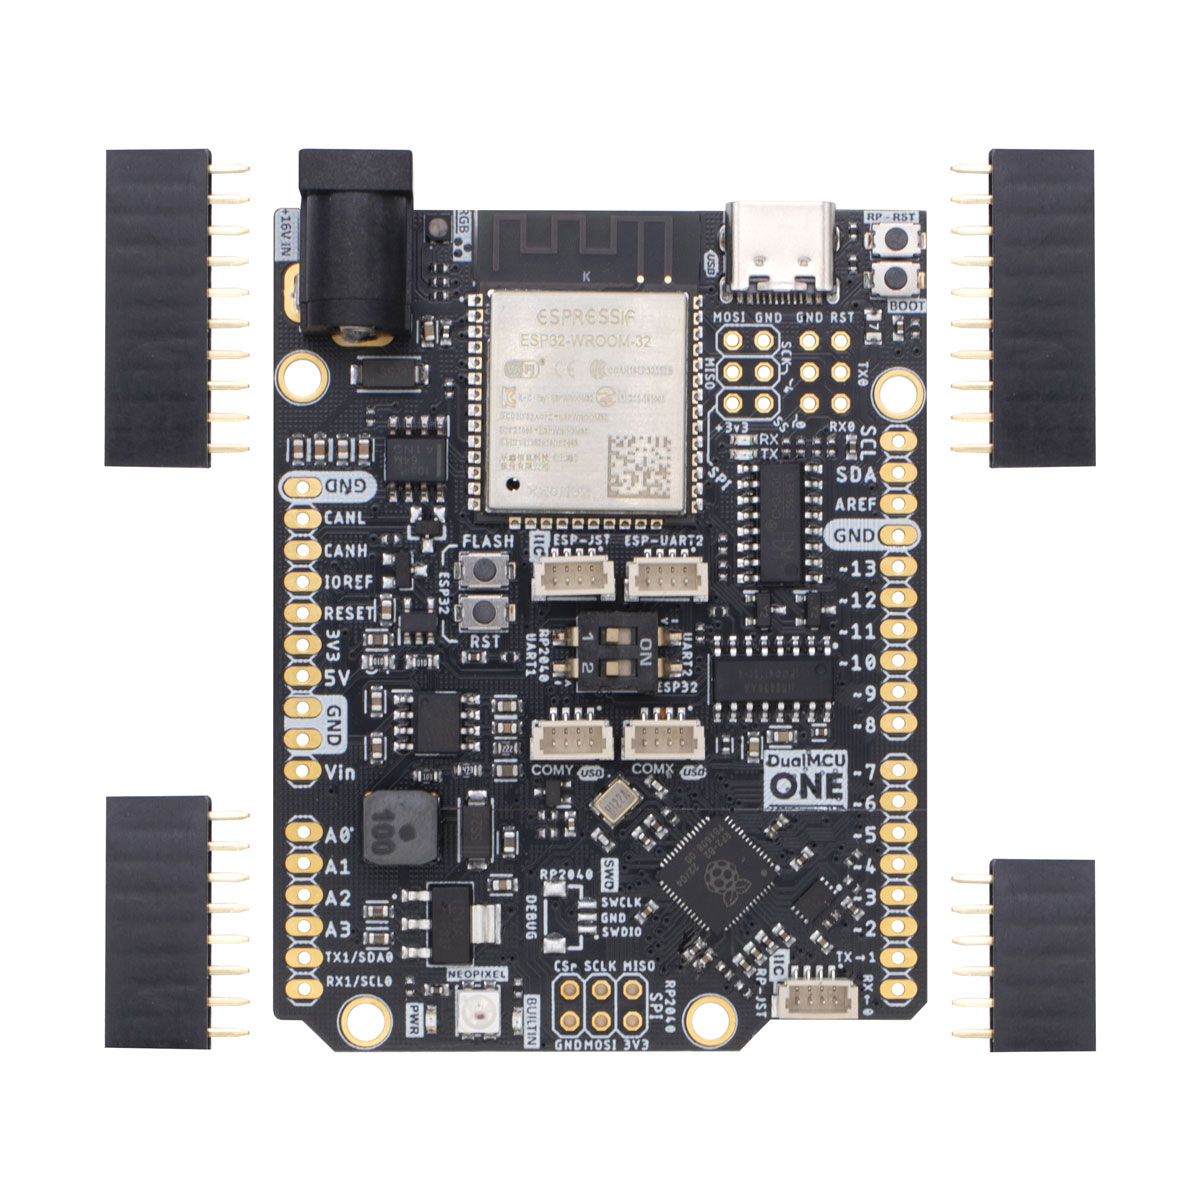 +16V IN
RGB
K
USB
RP-RST
BOOT
ESPRESSIF
ESP32-WROOM-32
MOSI GND
GND RST
MISO
SCK
TX0
+3v3
RX0
RX
TX
SPI
SCL
SDA
AREF
GND
~13
~12
~11
~10
~9
~8
~7
~6
~5
~4
~3
~2
TX→1
RX←0
GND
CANL
CANH
IOREF
RESET
3V3
5V
GND
Vin
A0
A1
A2
A3
TX1/SDA0
RX1/SCL0
FLASH
ESP32
RST
IIC
ESP-JST
ESP-UART2
RP2040
UART1
1
2
ON
UART2
ESP32
COMY USB
COMX USB
DualMCU
ONE
100
RP2040
DEBUG
SWD
SWCLK
GND
SWDIO
NEOPIXEL
PWR
BUILTIN
CSr SCLK MISO
RP2040
SPI
GND MOSI 3V3
IIC
RP-JST